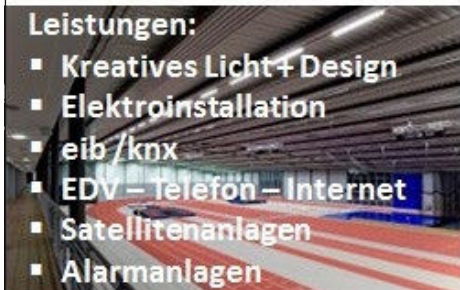 Leistungen:
▪ Kreatives Licht + Design
▪ Elektroinstallation
▪ eib /knx
▪ EDV – Telefon – Internet
▪ Satellitenanlagen
▪ Alarmanlagen